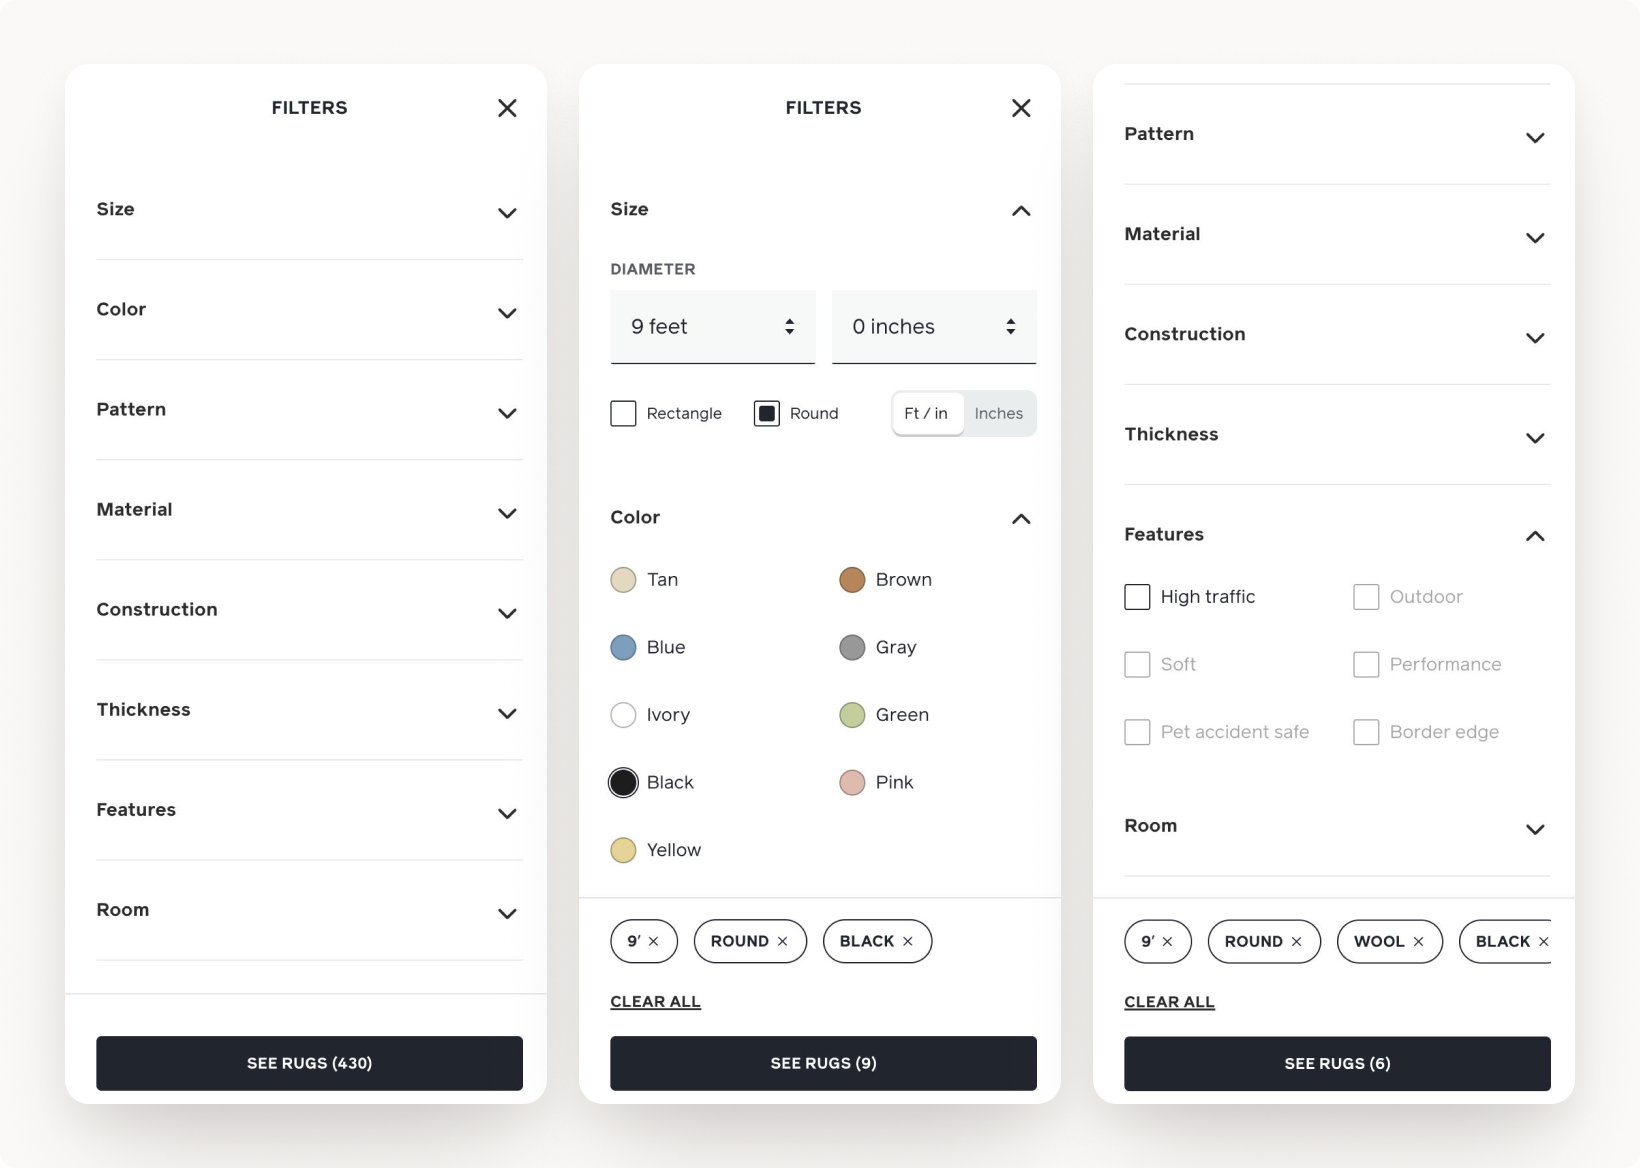 FILTERS
Size
Color
Pattern
Material
Construction
Thickness
Features
Room
SEE RUGS (430)
FILTERS
Size
DIAMETER
9 feet 0 inches
Rectangle Round Ft / in Inches
Color
Tan Brown
Blue Gray
Ivory Green
Black Pink
Yellow
9′ × ROUND × BLACK ×
CLEAR ALL
SEE RUGS (9)
Pattern
Material
Construction
Thickness
Features
High traffic Outdoor
Soft Performance
Pet accident safe Border edge
Room
9′ × ROUND × WOOL × BLACK ×
CLEAR ALL
SEE RUGS (6)